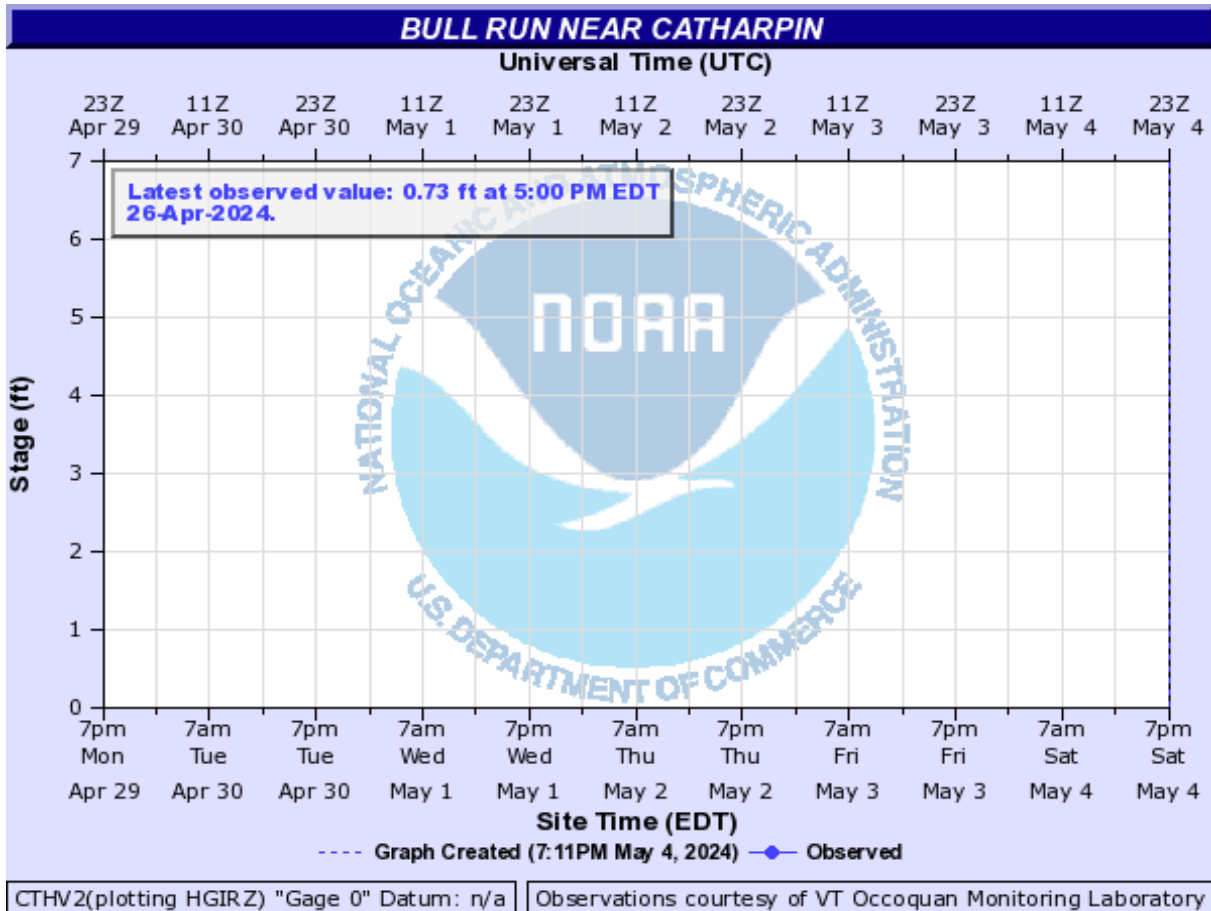 BULL RUN NEAR CATHARPIN
Universal Time (UTC)
23Z 11Z 23Z 11Z 23Z 11Z 23Z 11Z 23Z 11Z 23Z
Apr 29 Apr 30 Apr 30 May 1 May 1 May 2 May 2 May 3 May 3 May 4 May 4
7
Latest observed value: 0.73 ft at 5:00 PM EDT
26-Apr-2024.
6
5
4
3
2
1
0
Stage (ft)
NATIONAL OCEANIC AND ATMOSPHERIC ADMINISTRATION
NOAA
U.S. DEPARTMENT OF COMMERCE
7pm 7am 7pm 7am 7pm 7am 7pm 7am 7pm 7am 7pm
Mon Tue Tue Wed Wed Thu Thu Fri Fri Sat Sat
Apr 29 Apr 30 Apr 30 May 1 May 1 May 2 May 2 May 3 May 3 May 4 May 4
Site Time (EDT)
---- Graph Created (7:11PM May 4, 2024) Observed
CTHV2(plotting HGIRZ) "Gage 0" Datum: n/a
Observations courtesy of VT Occoquan Monitoring Laboratory